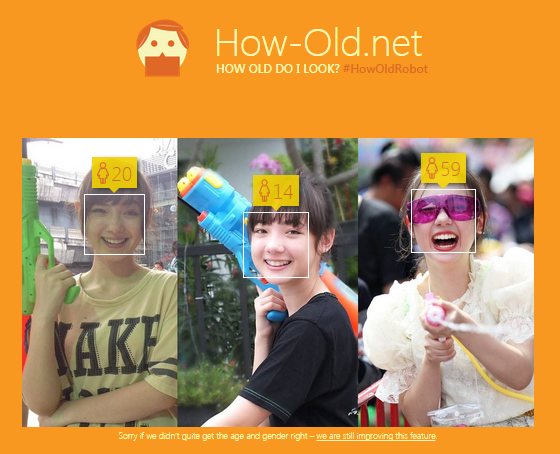 How-Old.net
HOW OLD DO I LOOK? #HowOldRobot
20
14
59
WAKE
Sorry if we didn't quite get the age and gender right – we are still improving this feature.